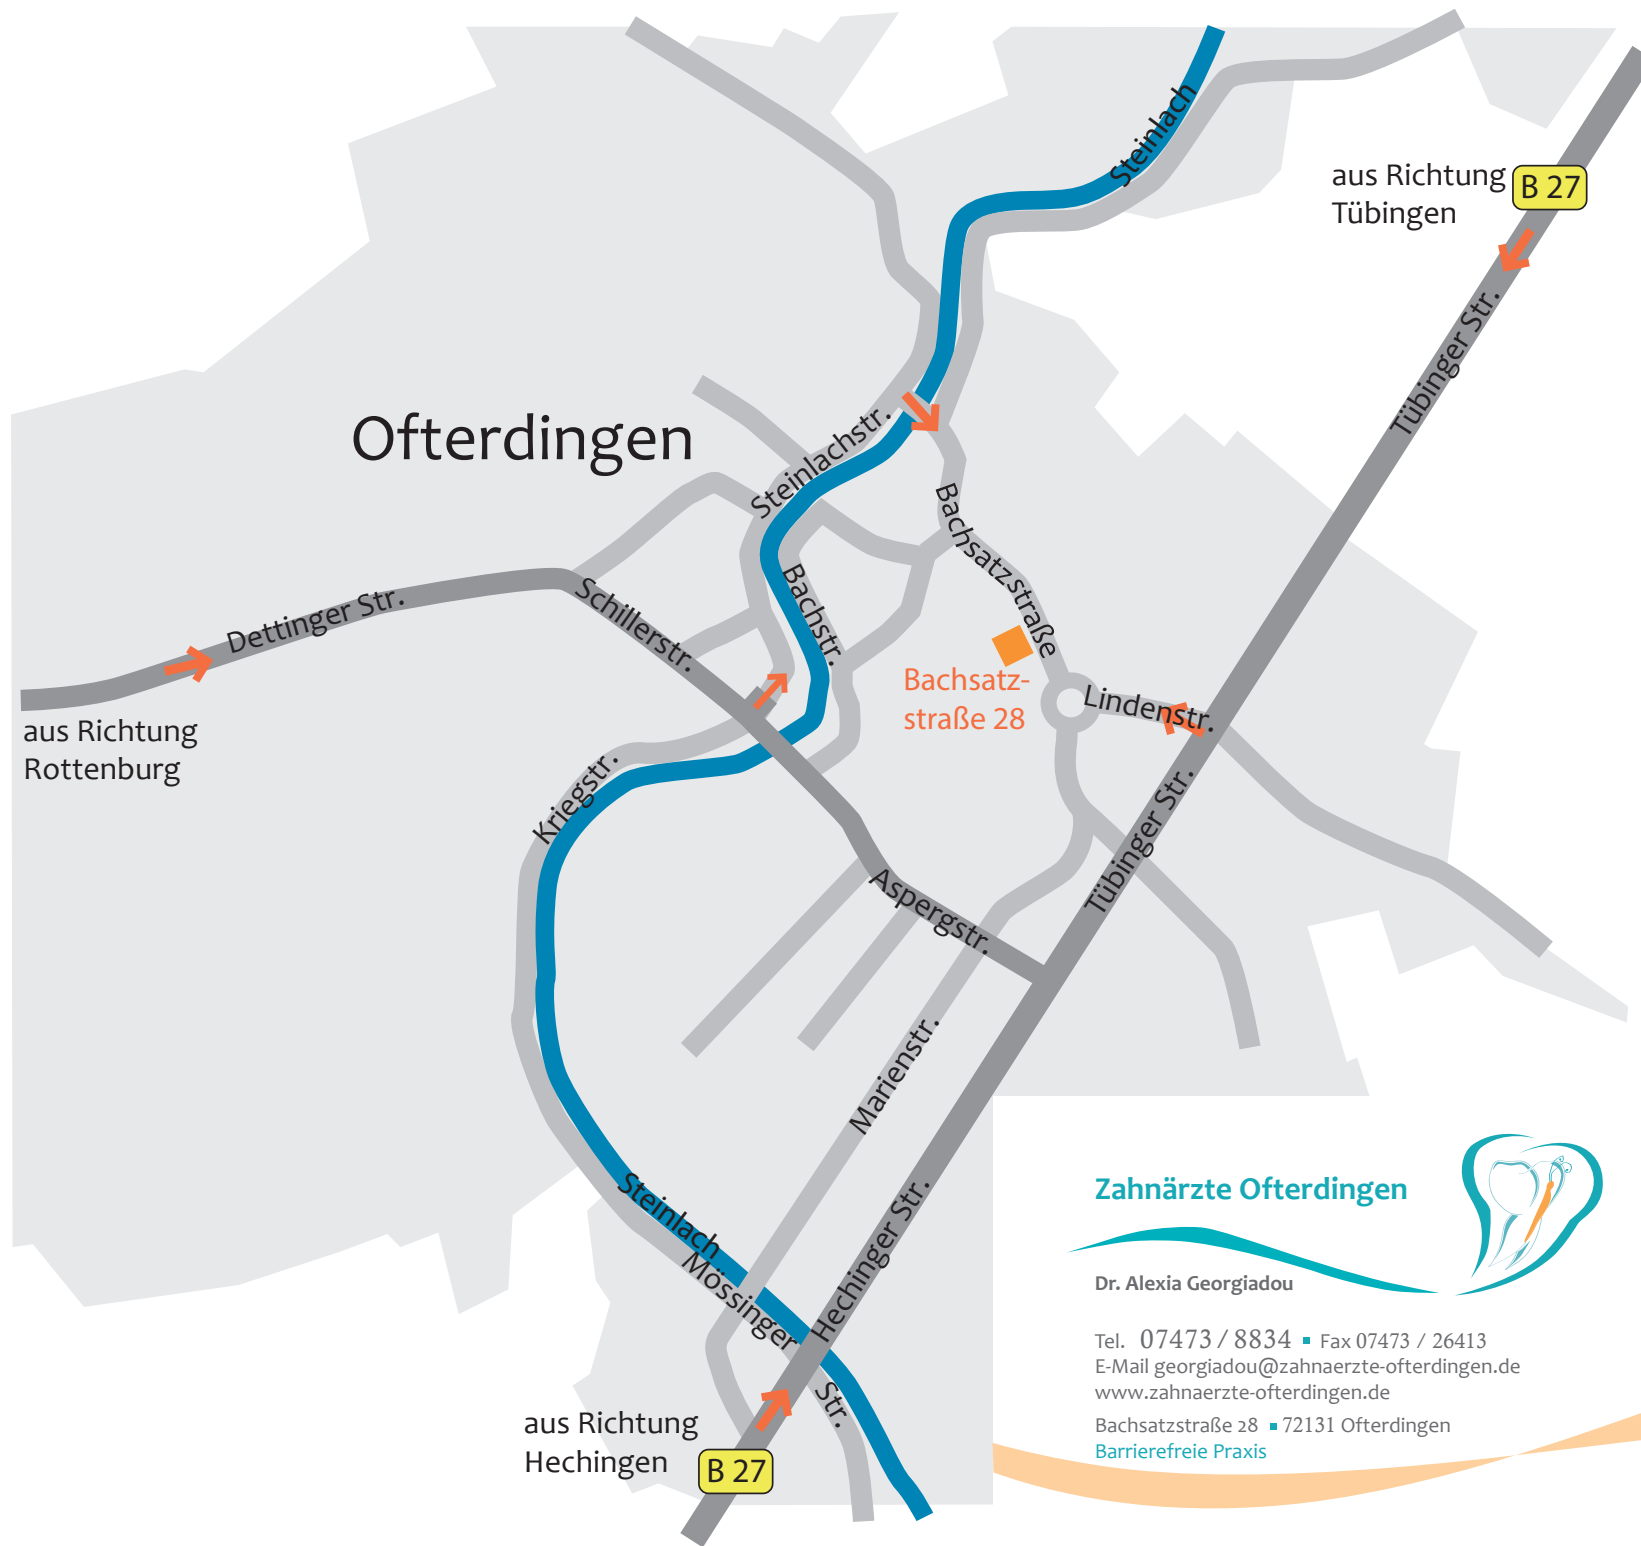 Steinlach
aus Richtung
Tübingen
B 27
Tübinger Str.
Ofterdingen
Steinlachstr.
Bachsatzstraße
Bachstr.
Dettinger Str.
Schillerstr.
Bachsatz-
straße 28
Lindenstr.
aus Richtung
Rottenburg
Kriegstr.
Tübinger Str.
Aspergstr.
Marienstr.
Steinlach
Mössinger
Str.
Hechinger Str.
aus Richtung
Hechingen
B 27
Zahnärzte Ofterdingen
Dr. Alexia Georgiadou
Tel. 07473 / 8834 ▪ Fax 07473 / 26413
E-Mail georgiadou@zahnaerzte-ofterdingen.de
www.zahnaerzte-ofterdingen.de
Bachsatzstraße 28 ▪ 72131 Ofterdingen
Barrierefreie Praxis